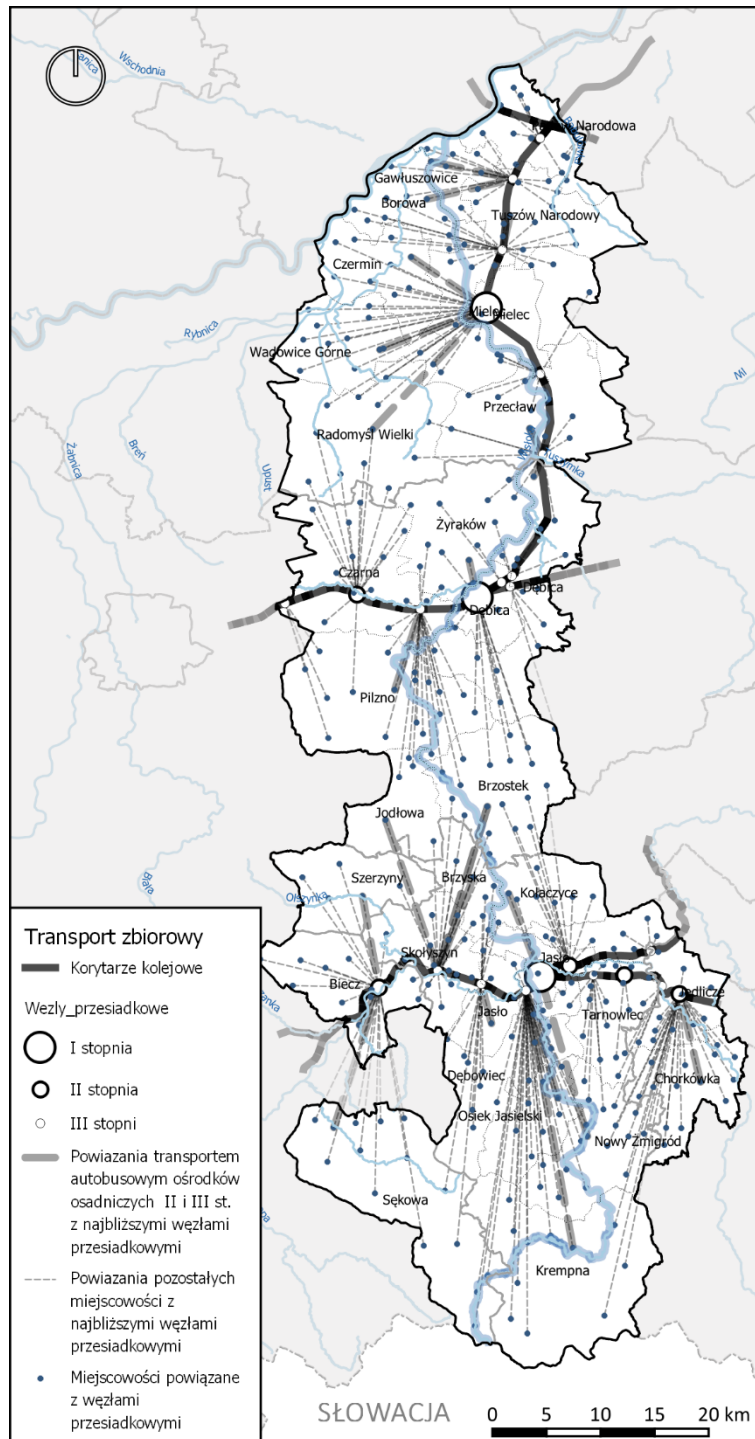 Wschodnia
Narodowa
Gawłuszowice
Borowa
Tuszów Narodowy
Czermin
Mielec
Mielec
Rybnica
Wadowice Górne
Przecław
Radomyśl Wielki
Żabnica
Breń
Upust
Wisłoka
Tuszymka
Żyraków
Czarna
Dębica
Dębica
Pilzno
Brzostek
Jodłowa
Szerzyny
Brzyska
Kołaczyce
Olszynka
Biała
Skołyszyn
Jasło
Biecz
Jasło
Jedlicze
Tarnowiec
Dębowiec
Chorkówka
Osiek Jasielski
Nowy Żmigród
Sękowa
Krempna
Transport zbiorowy
Korytarze kolejowe
Wezly_przesiadkowe
I stopnia
II stopnia
III stopni
Powiazania transportem
autobusowym ośrodków
osadniczych II i III st.
z najbliższymi węzłami
przesiadkowymi
Powiazania pozostałych
miejscowości z
najbliższymi węzłami
przesiadkowymi
Miejscowości powiązane
z węzłami
przesiadkowymi
SŁOWACJA
0 5 10 15 20 km